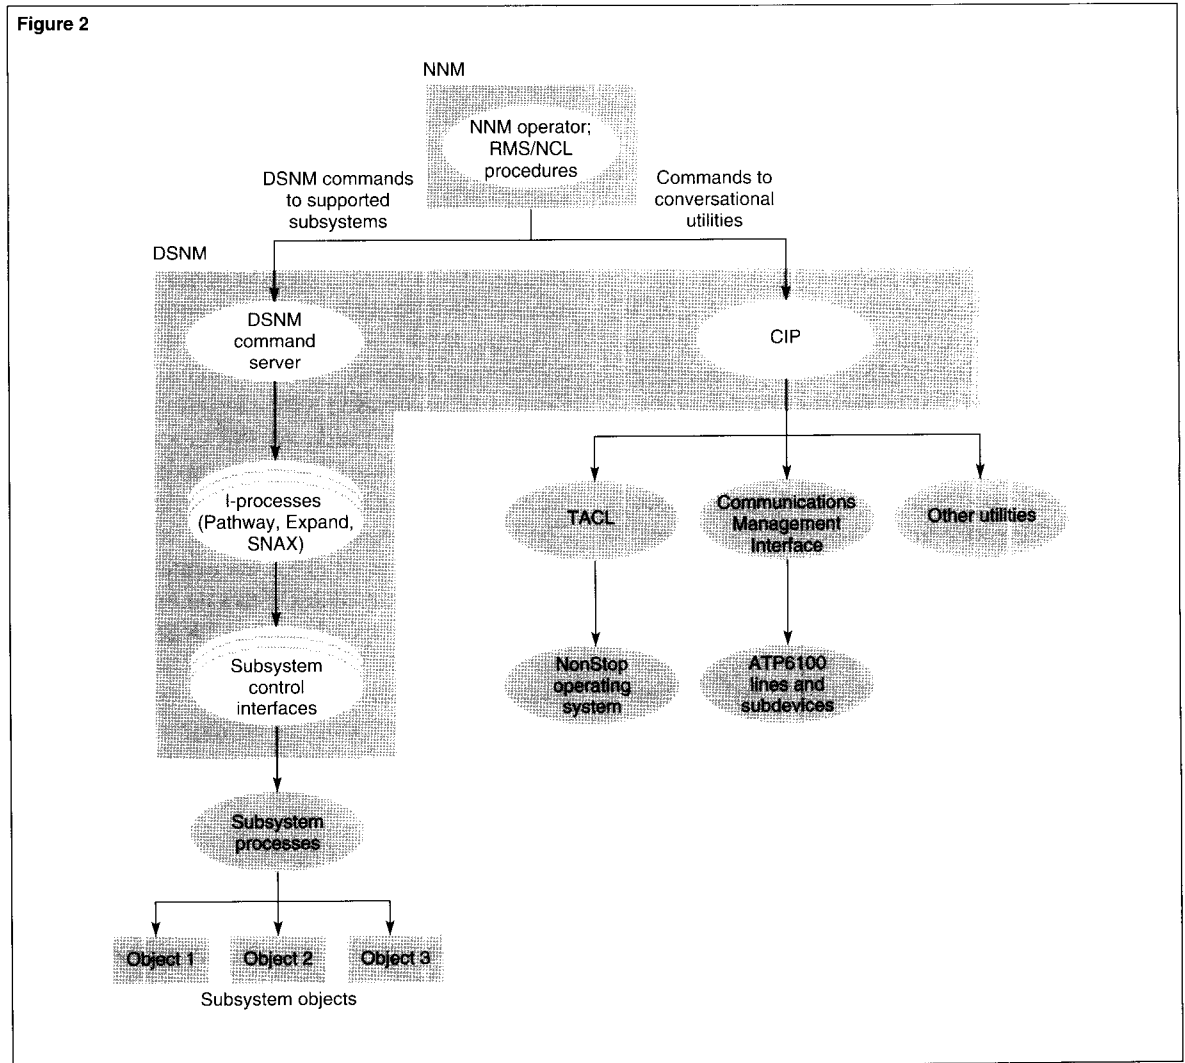 Figure 2
NNM
NNM operator;
RMS/NCL
procedures
DSNM commands
to supported
subsystems
Commands to
conversational
utilities
DSNM
DSNM
command
server
CIP
I-processes
(Pathway, Expand,
SNAX)
TACL
Communications
Management
Interface
Other utilities
Subsystem
control
interfaces
NonStop
operating
system
ATP6100
lines and
subdevices
Subsystem
processes
Object 1
Object 2
Object 3
Subsystem objects